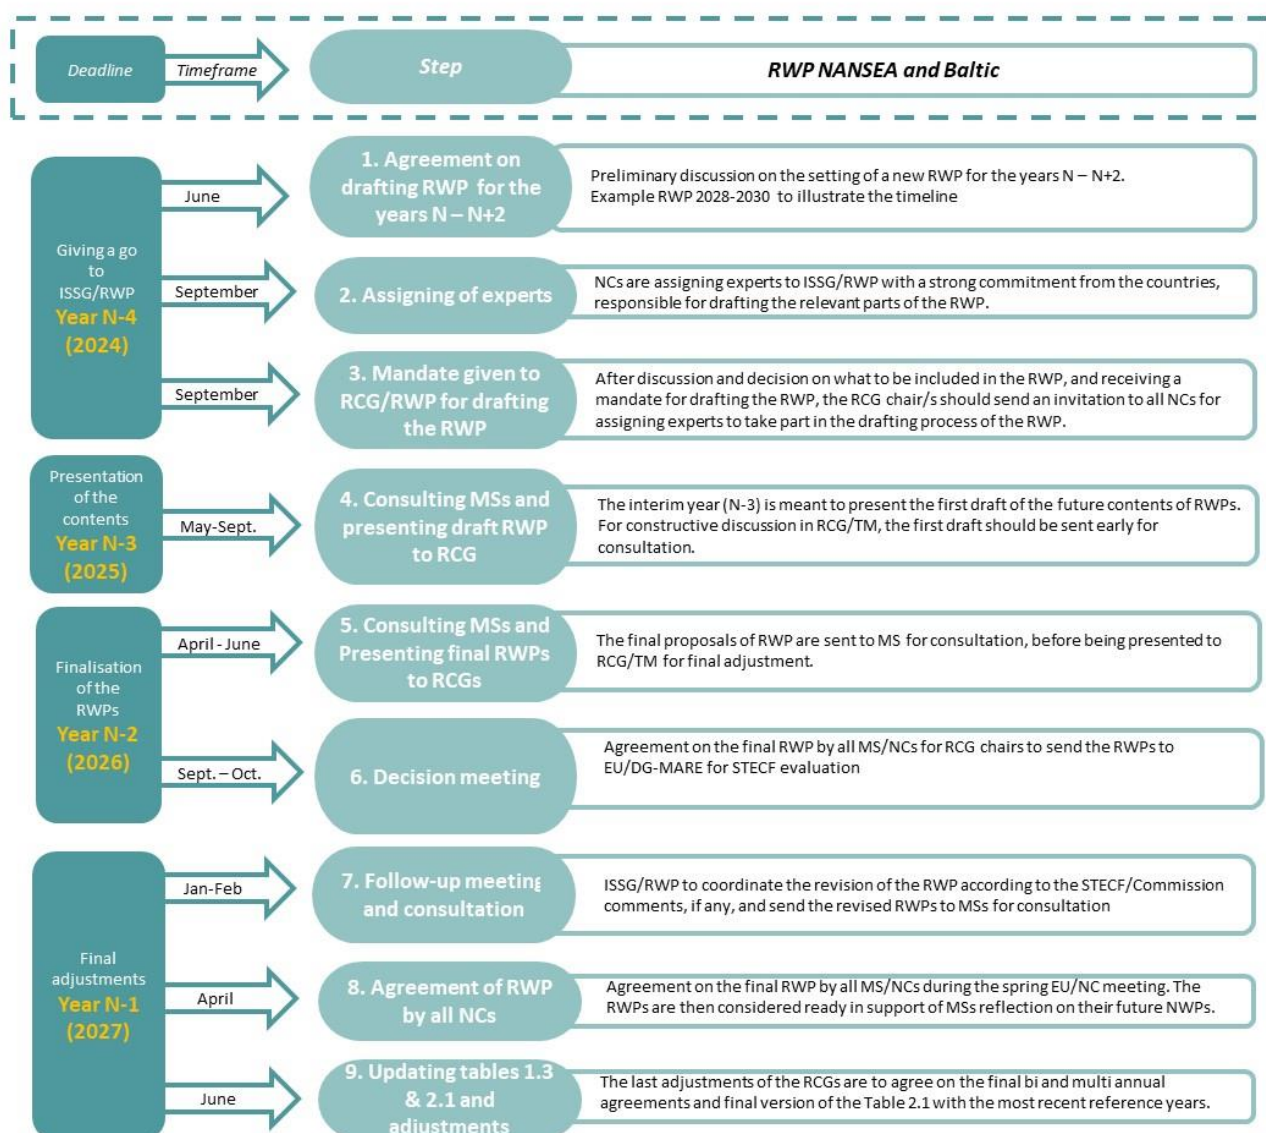 Deadline
Timeframe
Step
RWP NANSEA and Baltic
Giving a go
to
ISSG/RWP
Year N-4
(2024)
June
1. Agreement on
drafting RWP for the
years N – N+2
Preliminary discussion on the setting of a new RWP for the years N – N+2.
Example RWP 2028-2030 to illustrate the timeline
September
2. Assigning of experts
NCs are assigning experts to ISSG/RWP with a strong commitment from the countries,
responsible for drafting the relevant parts of the RWP.
September
3. Mandate given to
RCG/RWP for drafting
the RWP
After discussion and decision on what to be included in the RWP, and receiving a
mandate for drafting the RWP, the RCG chair/s should send an invitation to all NCs for
assigning experts to take part in the drafting process of the RWP.
Presentation
of the
contents
Year N-3
(2025)
May-Sept.
4. Consulting MSs and
presenting draft RWP
to RCG
The interim year (N-3) is meant to present the first draft of the future contents of RWPs.
For constructive discussion in RCG/TM, the first draft should be sent early for
consultation.
Finalisation
of the
RWPs
Year N-2
(2026)
April - June
5. Consulting MSs and
Presenting final RWPs
to RCGs
The final proposals of RWP are sent to MS for consultation, before being presented to
RCG/TM for final adjustment.
Sept. – Oct.
6. Decision meeting
Agreement on the final RWP by all MS/NCs for RCG chairs to send the RWPs to
EU/DG-MARE for STECF evaluation
Final
adjustments
Year N-1
(2027)
Jan-Feb
7. Follow-up meeting
and consultation
ISSG/RWP to coordinate the revision of the RWP according to the STECF/Commission
comments, if any, and send the revised RWPs to MSs for consultation
April
8. Agreement of RWP
by all NCs
Agreement on the final RWP by all MS/NCs during the spring EU/NC meeting. The
RWPs are then considered ready in support of MSs reflection on their future NWPs.
June
9. Updating tables 1.3
& 2.1 and
adjustments
The last adjustments of the RCGs are to agree on the final bi and multi annual
agreements and final version of the Table 2.1 with the most recent reference years.